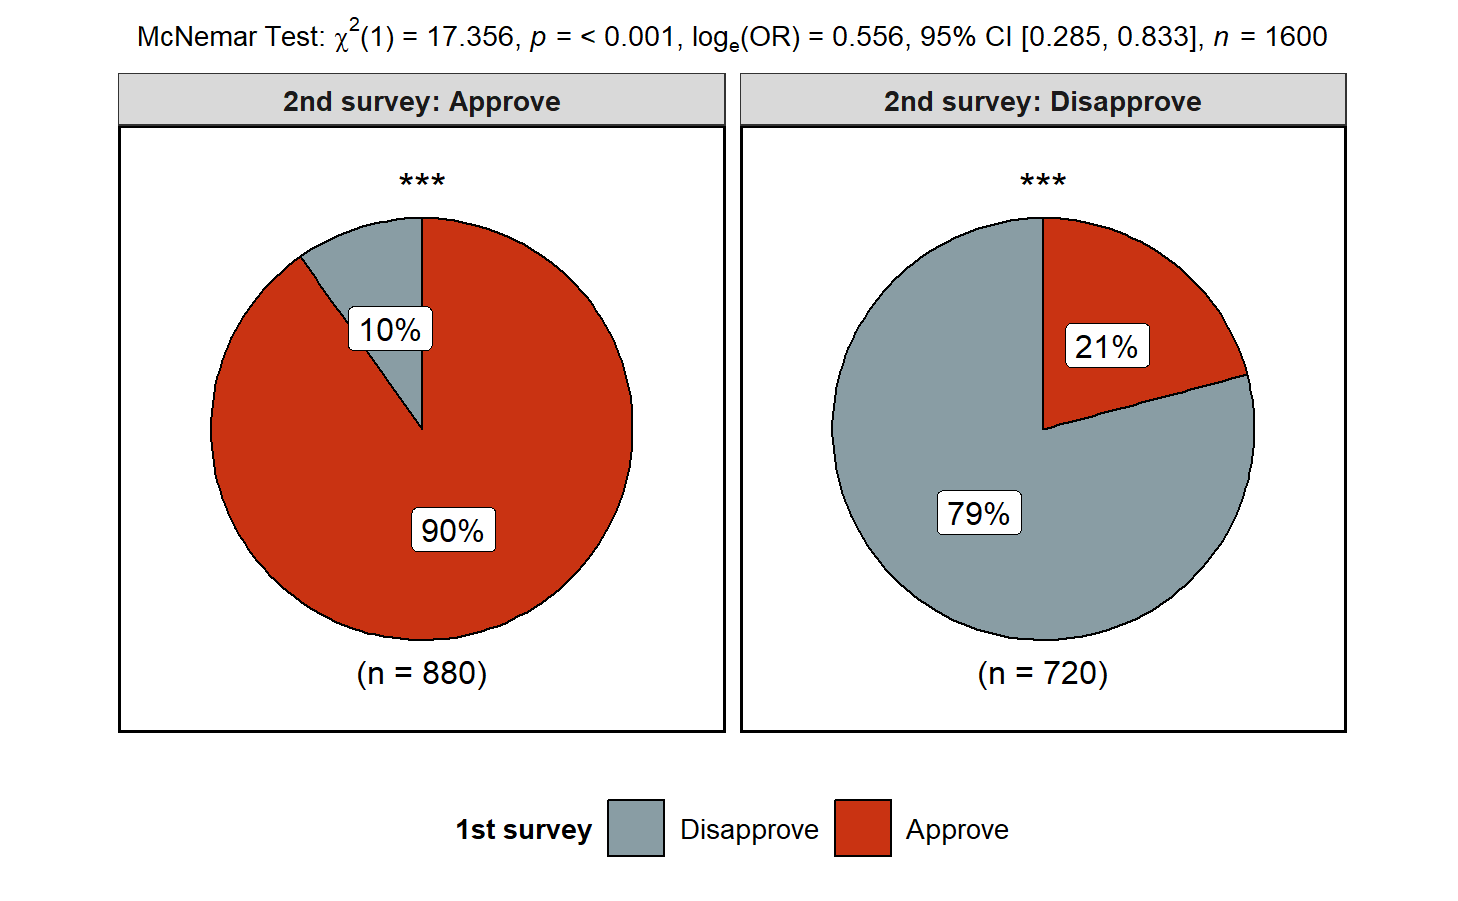 McNemar Test: χ²(1) = 17.356, p = < 0.001, logₑ(OR) = 0.556, 95% CI [0.285, 0.833], n = 1600
2nd survey: Approve
***
10%
90%
(n = 880)
2nd survey: Disapprove
***
21%
79%
(n = 720)
1st survey Disapprove Approve